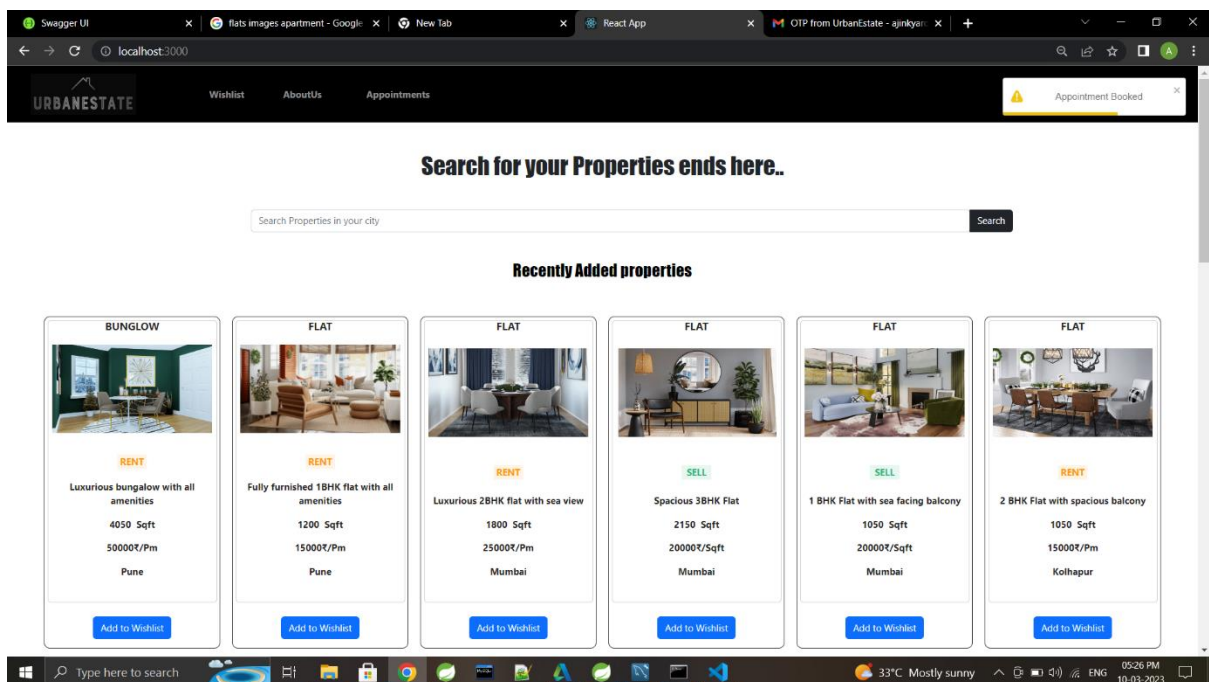 Swagger UI
flats images apartment - Google
New Tab
React App
OTP from UrbanEstate - ajinkyar
localhost:3000
A
URBANESTATE
Wishlist
AboutUs
Appointments
Appointment Booked
Search for your Properties ends here..
Search Properties in your city
Search
Recently Added properties
BUNGLOW
RENT
Luxurious bungalow with all
amenities
4050 Sqft
50000₹/Pm
Pune
Add to Wishlist
FLAT
RENT
Fully furnished 1BHK flat with all
amenities
1200 Sqft
15000₹/Pm
Pune
Add to Wishlist
FLAT
RENT
Luxurious 2BHK flat with sea view
1800 Sqft
25000₹/Pm
Mumbai
Add to Wishlist
FLAT
SELL
Spacious 3BHK Flat
2150 Sqft
20000₹/Sqft
Mumbai
Add to Wishlist
FLAT
SELL
1 BHK Flat with sea facing balcony
1050 Sqft
20000₹/Sqft
Mumbai
Add to Wishlist
FLAT
RENT
2 BHK Flat with spacious balcony
1050 Sqft
15000₹/Pm
Kolhapur
Add to Wishlist
Type here to search
33°C Mostly sunny
ENG
05:26 PM
10-03-2023